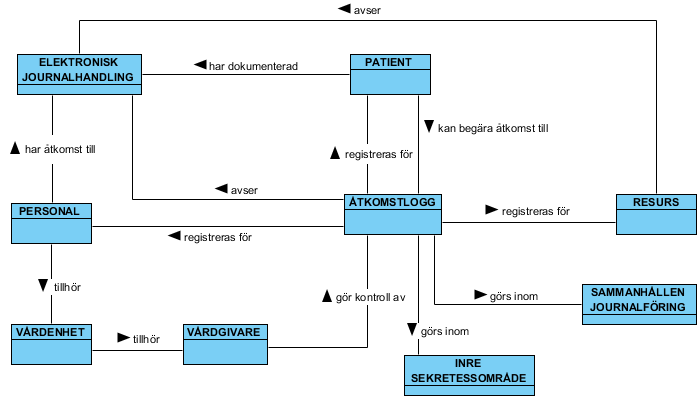 avser
ELEKTRONISK
JOURNALHANDLING
har dokumenterad
PATIENT
kan begära åtkomst till
har åtkomst till
registreras för
avser
PERSONAL
ÅTKOMSTLOGG
RESURS
registreras för
registreras för
tillhör
gör kontroll av
görs inom
SAMMANHÅLLEN
JOURNALFÖRING
VÅRDENHET
tillhör
VÅRDGIVARE
görs inom
INRE
SEKRETESSOMRÅDE